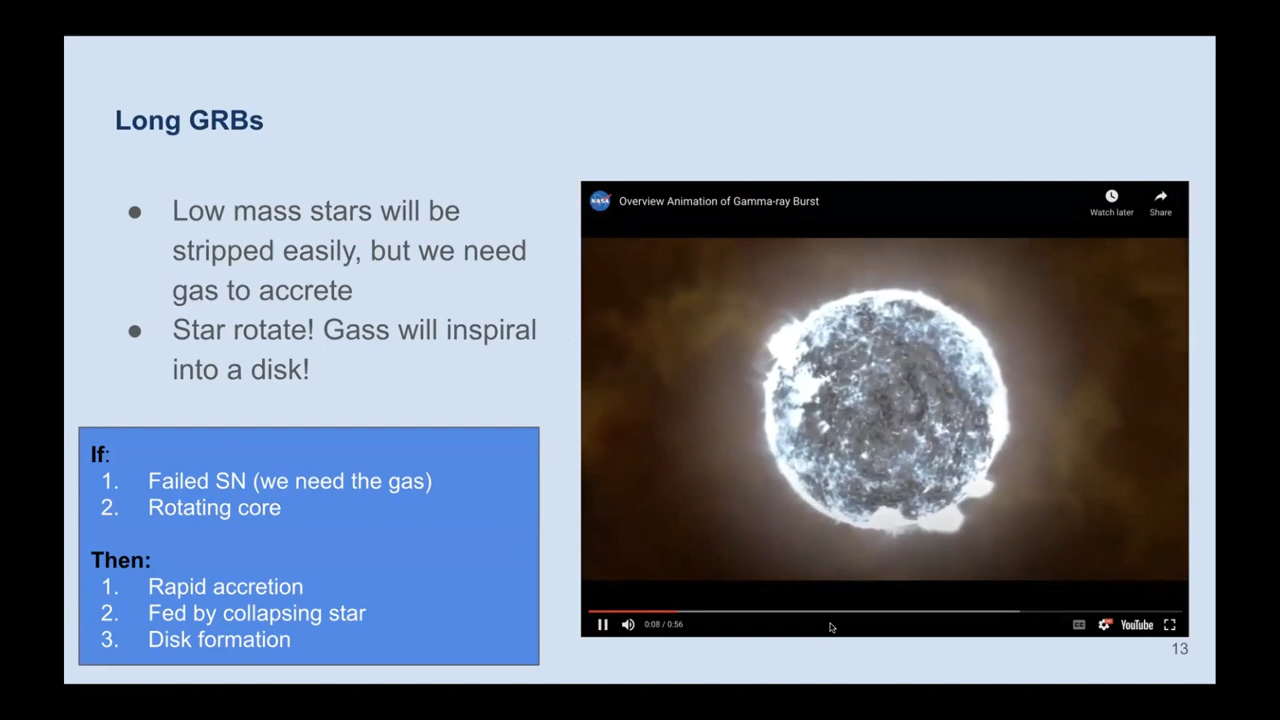 Long GRBs
● Low mass stars will be
stripped easily, but we need
gas to accrete
● Star rotate! Gass will inspiral
into a disk!
If:
1. Failed SN (we need the gas)
2. Rotating core
Then:
1. Rapid accretion
2. Fed by collapsing star
3. Disk formation
NASA
Overview Animation of Gamma-ray Burst
Watch later
Share
0:08 / 0:56
CC
YouTube
13